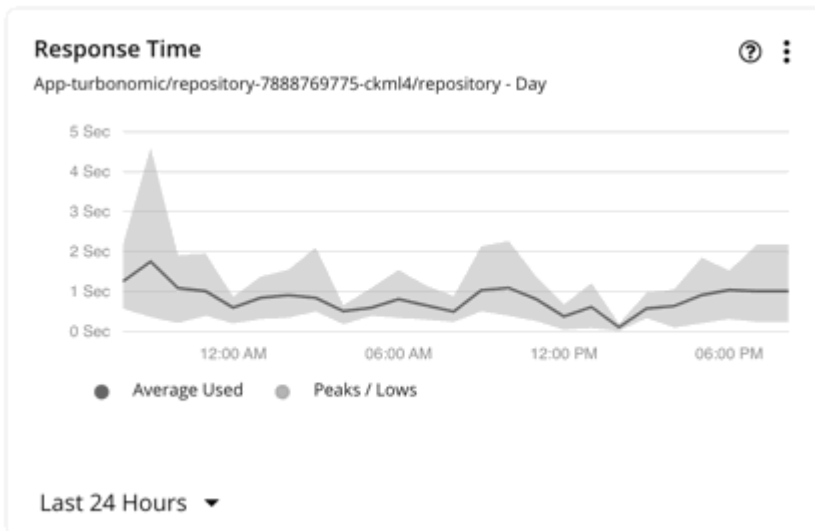 Response Time
App-turbonomic/repository-7888769775-ckml4/repository - Day
5 Sec
4 Sec
3 Sec
2 Sec
1 Sec
0 Sec
12:00 AM 06:00 AM 12:00 PM 06:00 PM
Average Used Peaks / Lows
Last 24 Hours